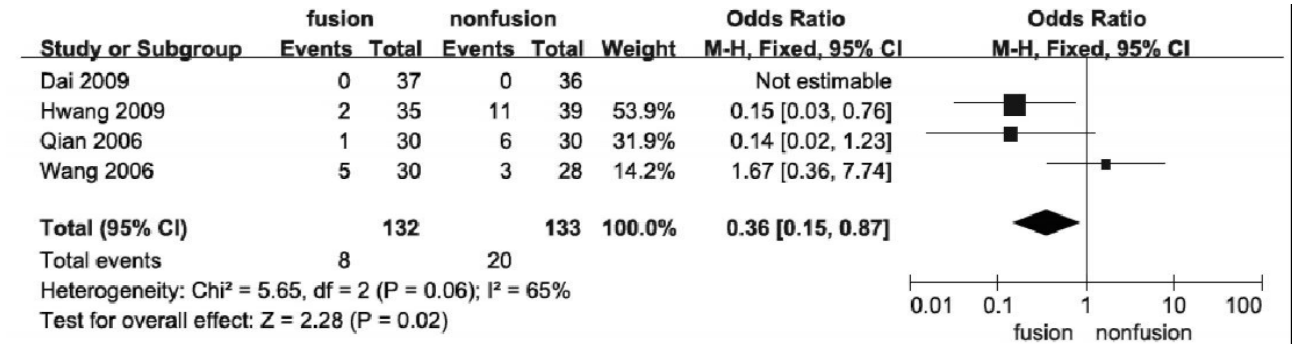 fusion nonfusion Odds Ratio Odds Ratio
Study or Subgroup Events Total Events Total Weight M-H, Fixed, 95% CI M-H, Fixed, 95% CI
Dai 2009 0 37 0 36 Not estimable
Hwang 2009 2 35 11 39 53.9% 0.15 [0.03, 0.76]
Qian 2006 1 30 6 30 31.9% 0.14 [0.02, 1.23]
Wang 2006 5 30 3 28 14.2% 1.67 [0.36, 7.74]
Total (95% CI) 132 133 100.0% 0.36 [0.15, 0.87]
Total events 8 20
Heterogeneity: Chi² = 5.65, df = 2 (P = 0.06); I² = 65%
Test for overall effect: Z = 2.28 (P = 0.02)
0.01 0.1 1 10 100
fusion nonfusion